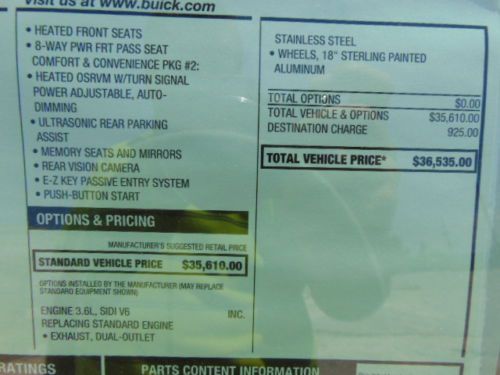 visit us at www.buick.com
• HEATED FRONT SEATS
• 8-WAY PWR FRT PASS SEAT
COMFORT & CONVENIENCE PKG #2:
• HEATED OSRVM W/TURN SIGNAL
POWER ADJUSTABLE, AUTO-
DIMMING
• ULTRASONIC REAR PARKING
ASSIST
• MEMORY SEATS AND MIRRORS
• REAR VISION CAMERA
• E-Z KEY PASSIVE ENTRY SYSTEM
• PUSH-BUTTON START
OPTIONS & PRICING
MANUFACTURER'S SUGGESTED RETAIL PRICE
STANDARD VEHICLE PRICE $35,610.00
OPTIONS INSTALLED BY THE MANUFACTURER (MAY REPLACE
STANDARD EQUIPMENT SHOWN)
ENGINE 3.6L, SIDI V6 INC.
REPLACING STANDARD ENGINE
• EXHAUST, DUAL-OUTLET
STAINLESS STEEL
• WHEELS, 18" STERLING PAINTED
ALUMINUM
TOTAL OPTIONS $0.00
TOTAL VEHICLE & OPTIONS $35,610.00
DESTINATION CHARGE 925.00
TOTAL VEHICLE PRICE* $36,535.00
RATINGS
PARTS CONTENT INFORMATION